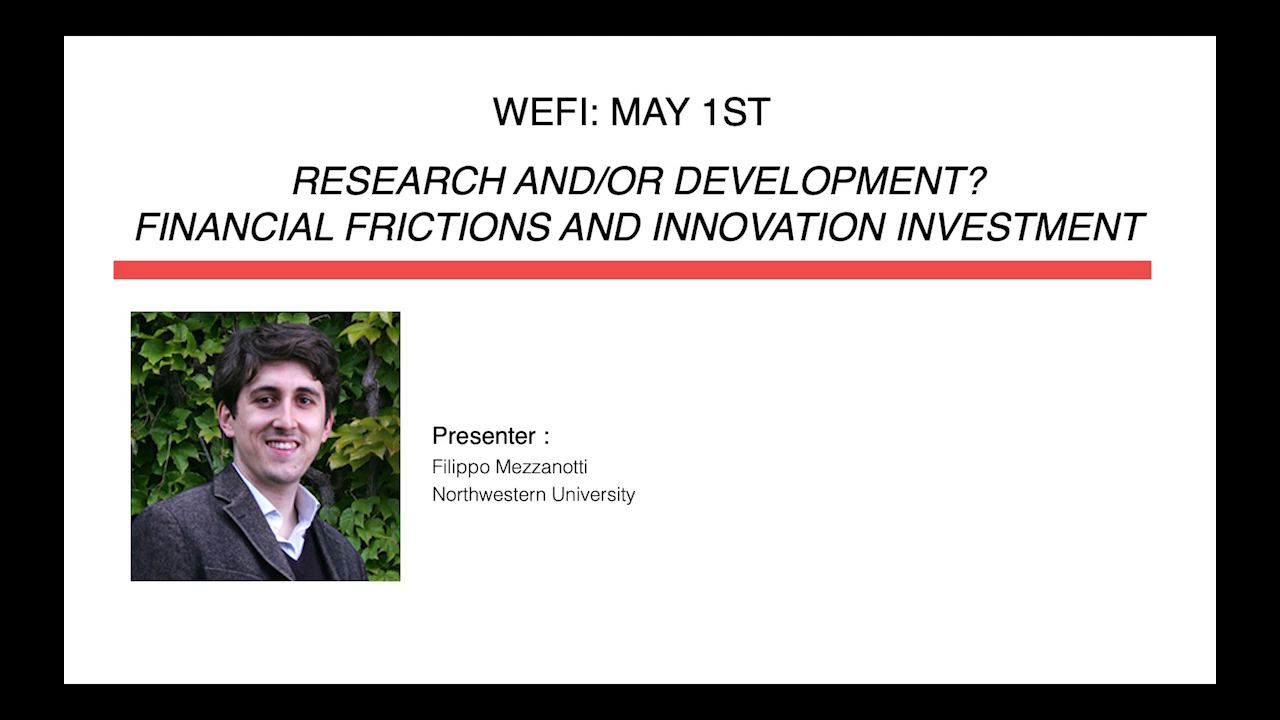 WEFI: MAY 1ST
RESEARCH AND/OR DEVELOPMENT?
FINANCIAL FRICTIONS AND INNOVATION INVESTMENT
Presenter :
Filippo Mezzanotti
Northwestern University